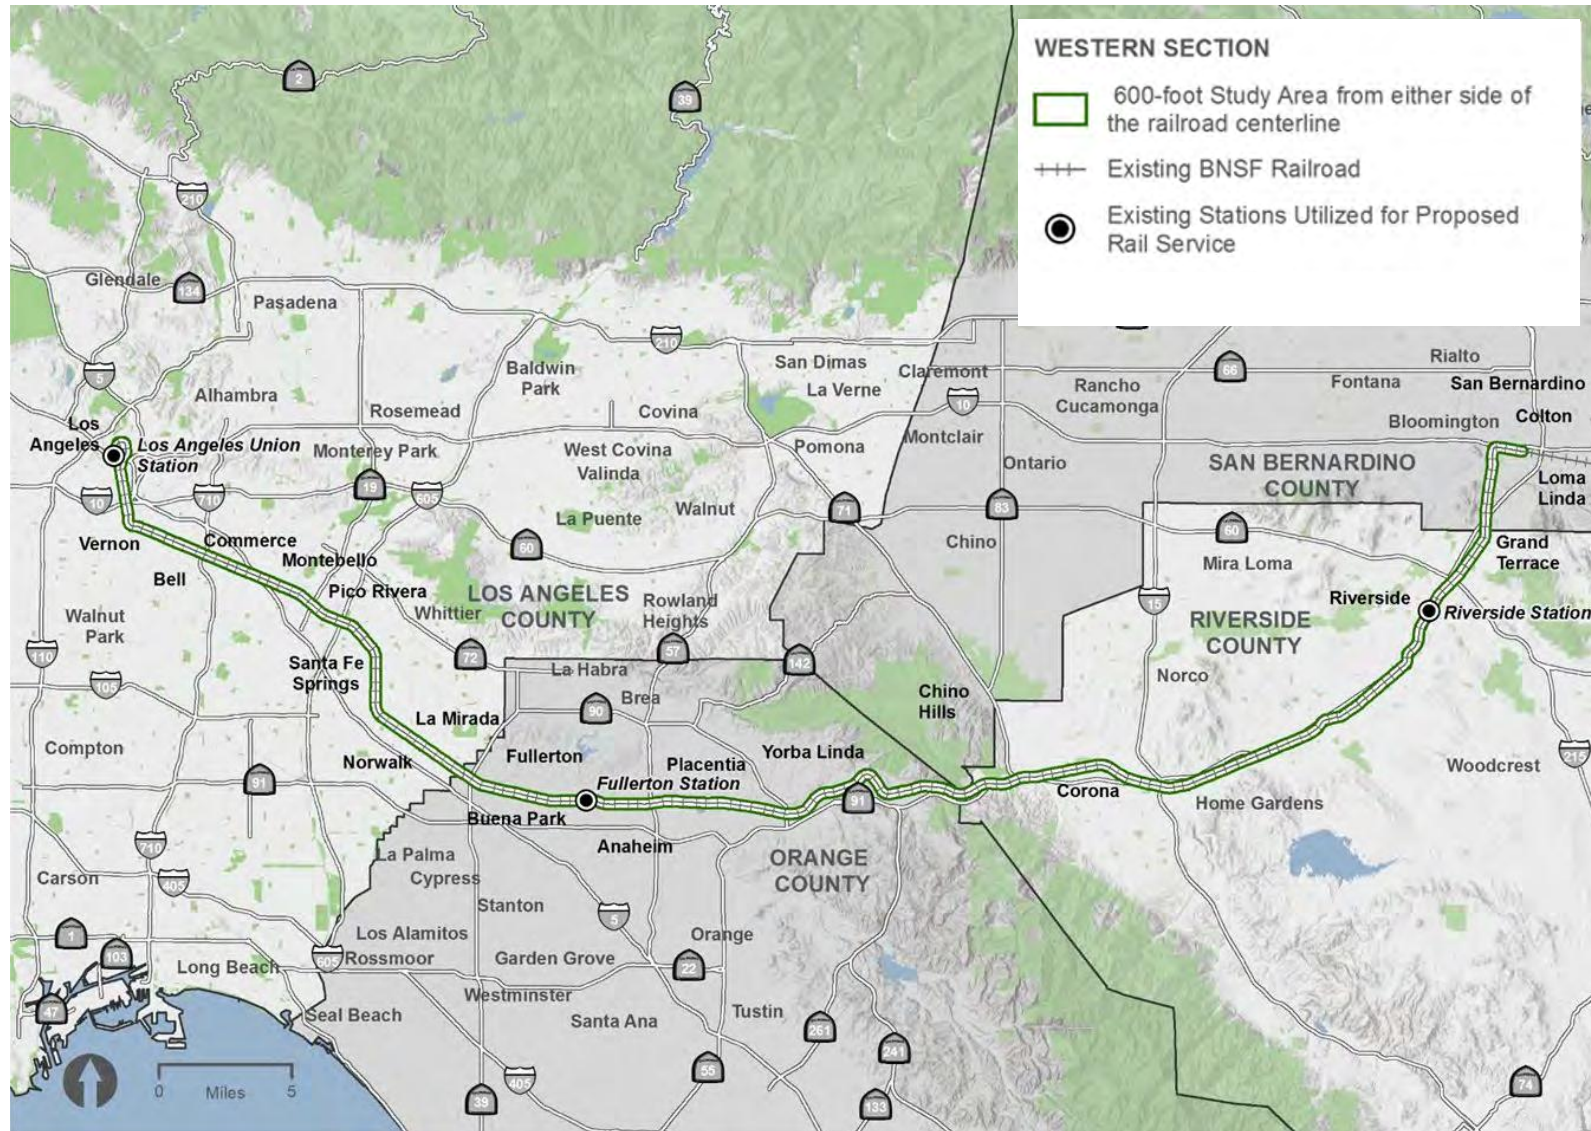 WESTERN SECTION
600-foot Study Area from either side of
the railroad centerline
Existing BNSF Railroad
Existing Stations Utilized for Proposed
Rail Service
2
39
210
Glendale
134
Pasadena
210
5
Baldwin
Park
San Dimas
La Verne
Claremont
10
Rancho
Cucamonga
66
Rialto
Fontana
San Bernardino
Alhambra
Rosemead
Covina
Bloomington
Colton
Los
Angeles
Los Angeles Union
Station
Monterey Park
West Covina
Valinda
Pomona
Montclair
Ontario
SAN BERNARDINO
COUNTY
Loma
Linda
10
710
19
605
La Puente
Walnut
71
83
60
Vernon
Commerce
Montebello
60
Chino
Mira Loma
Grand
Terrace
Bell
Pico Rivera
Whittier
LOS ANGELES
COUNTY
Rowland
Heights
15
Riverside
Riverside Station
RIVERSIDE
COUNTY
Walnut
Park
110
105
72
57
142
Santa Fe
Springs
La Habra
Brea
90
Chino
Hills
Norco
La Mirada
Compton
Norwalk
Fullerton
Placentia
Yorba Linda
215
Woodcrest
91
Fullerton Station
91
Corona
Home Gardens
Buena Park
Anaheim
710
La Palma
Cypress
ORANGE
COUNTY
Carson
405
Stanton
5
1
103
Los Alamitos
Rossmoor
605
Orange
Long Beach
Garden Grove
22
47
Westminster
Seal Beach
Santa Ana
Tustin
261
241
0 Miles 5
405
39
55
133
74